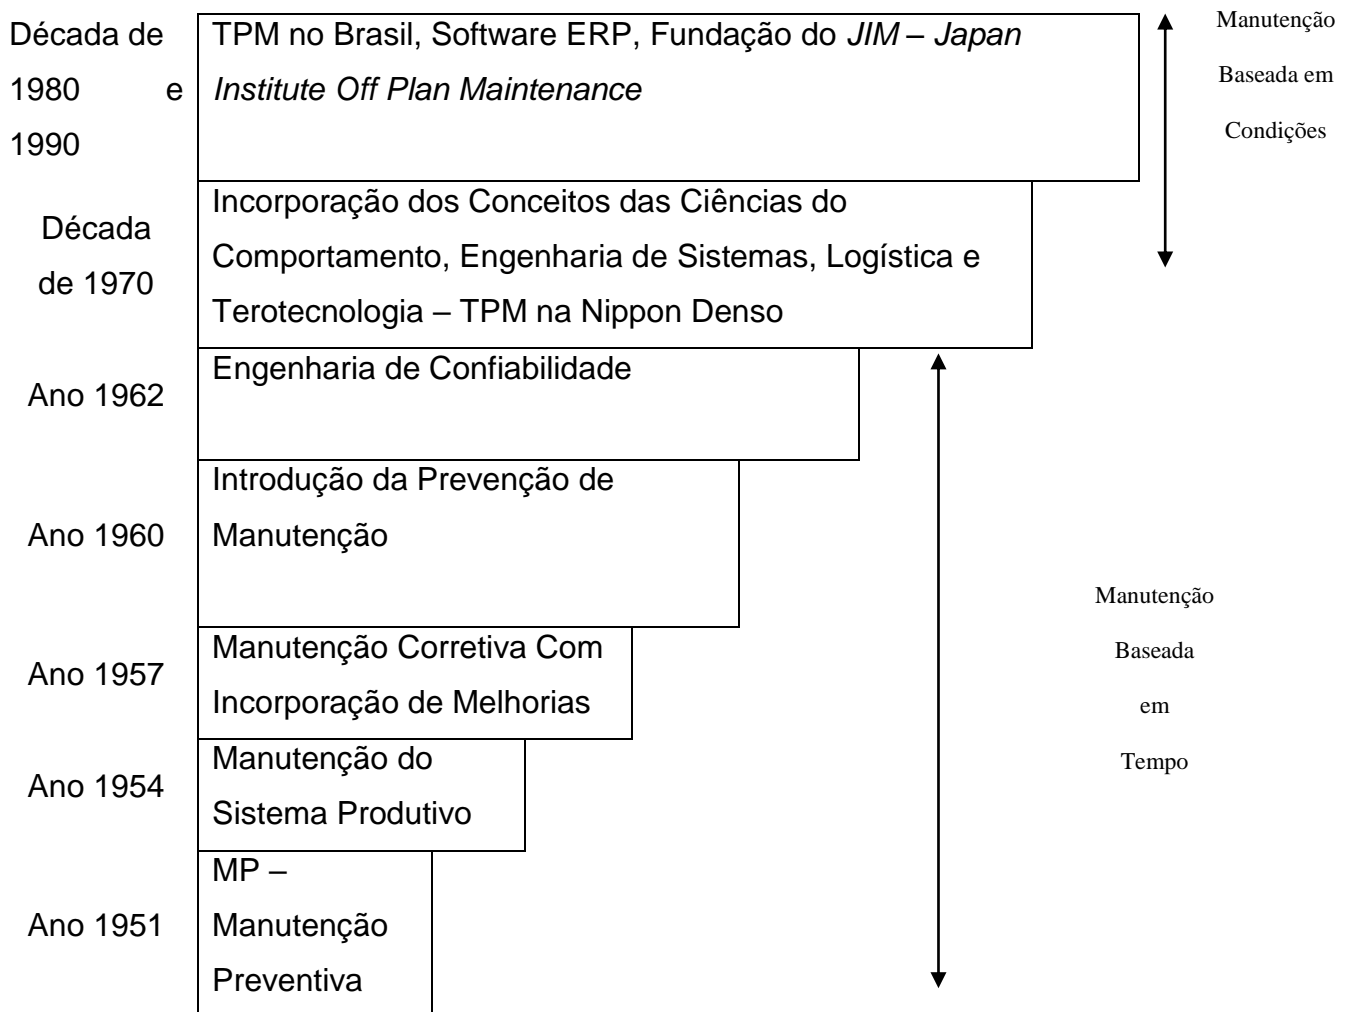 Década de
1980 e
1990
TPM no Brasil, Software ERP, Fundação do JIM – Japan
Institute Off Plan Maintenance
Manutenção
Baseada em
Condições
Década
de 1970
Incorporação dos Conceitos das Ciências do
Comportamento, Engenharia de Sistemas, Logística e
Terotecnologia – TPM na Nippon Denso
Ano 1962
Engenharia de Confiabilidade
Ano 1960
Introdução da Prevenção de
Manutenção
Ano 1957
Manutenção Corretiva Com
Incorporação de Melhorias
Ano 1954
Manutenção do
Sistema Produtivo
Ano 1951
MP –
Manutenção
Preventiva
Manutenção
Baseada
em
Tempo